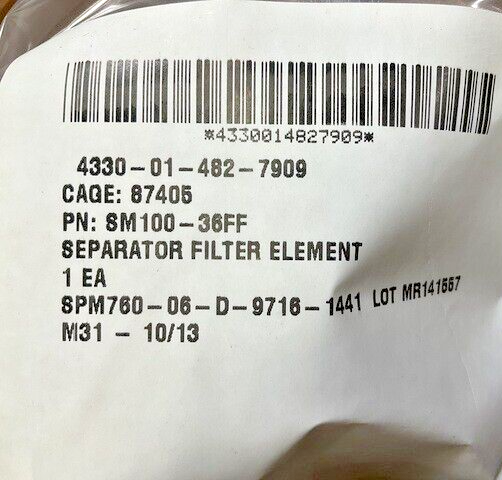 *4330014827909*
4330-01-482-7909
CAGE: 87405
PN: SM100-36FF
SEPARATOR FILTER ELEMENT
1 EA
SPM760-06-D-9716-1441 LOT MR141557
M31 - 10/13